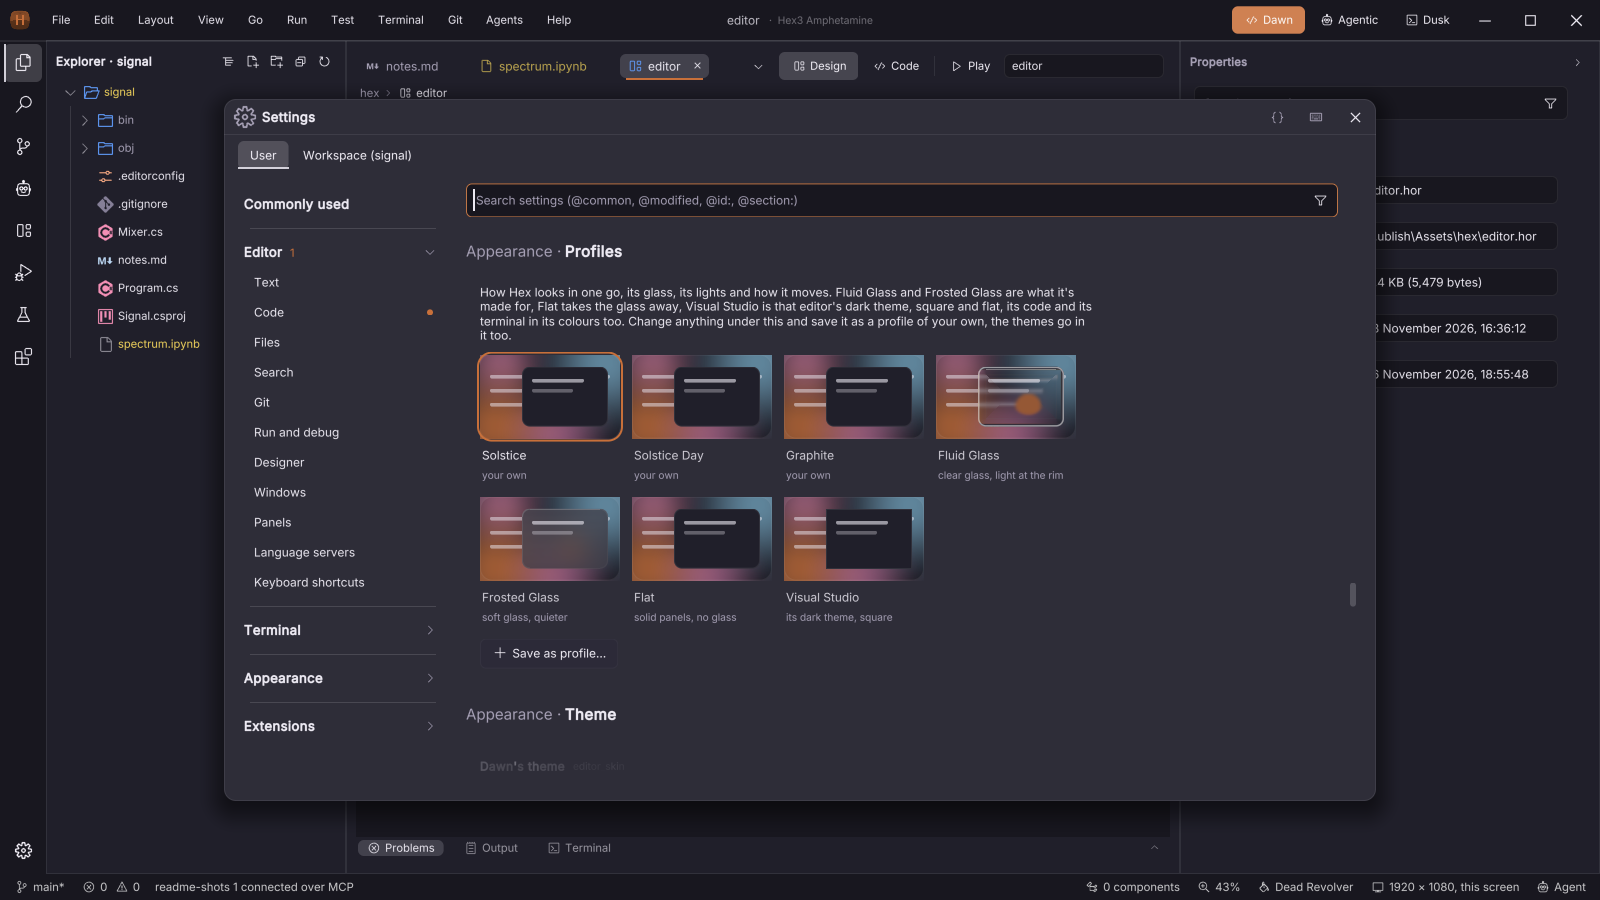 H File Edit Layout View Go Run Test Terminal Git Agents Help
editor · Hex3 Amphetamine
Dawn Agentic Dusk
Explorer · signal
signal
bin
obj
.editorconfig
.gitignore
Mixer.cs
notes.md
Program.cs
Signal.csproj
spectrum.ipynb
notes.md spectrum.ipynb editor
Design Code Play editor
hex > editor
Properties
ditor.hor
ublish\Assets\hex\editor.hor
4 KB (5,479 bytes)
November 2026, 16:36:12
November 2026, 18:55:48
Settings
User Workspace (signal)
Commonly used
Editor 1
Text
Code
Files
Search
Git
Run and debug
Designer
Windows
Panels
Language servers
Keyboard shortcuts
Terminal
Appearance
Extensions
Search settings (@common, @modified, @id:, @section:)
Appearance · Profiles
How Hex looks in one go, its glass, its lights and how it moves. Fluid Glass and Frosted Glass are what it's
made for, Flat takes the glass away, Visual Studio is that editor's dark theme, square and flat, its code and its
terminal in its colours too. Change anything under this and save it as a profile of your own, the themes go in
it too.
Solstice
your own
Solstice Day
your own
Graphite
your own
Fluid Glass
clear glass, light at the rim
Frosted Glass
soft glass, quieter
Flat
solid panels, no glass
Visual Studio
its dark theme, square
Save as profile...
Appearance · Theme
Dawn's theme editor skin
Problems Output Terminal
main* 0 0 readme-shots 1 connected over MCP
0 components 43% Dead Revolver 1920 × 1080, this screen Agent